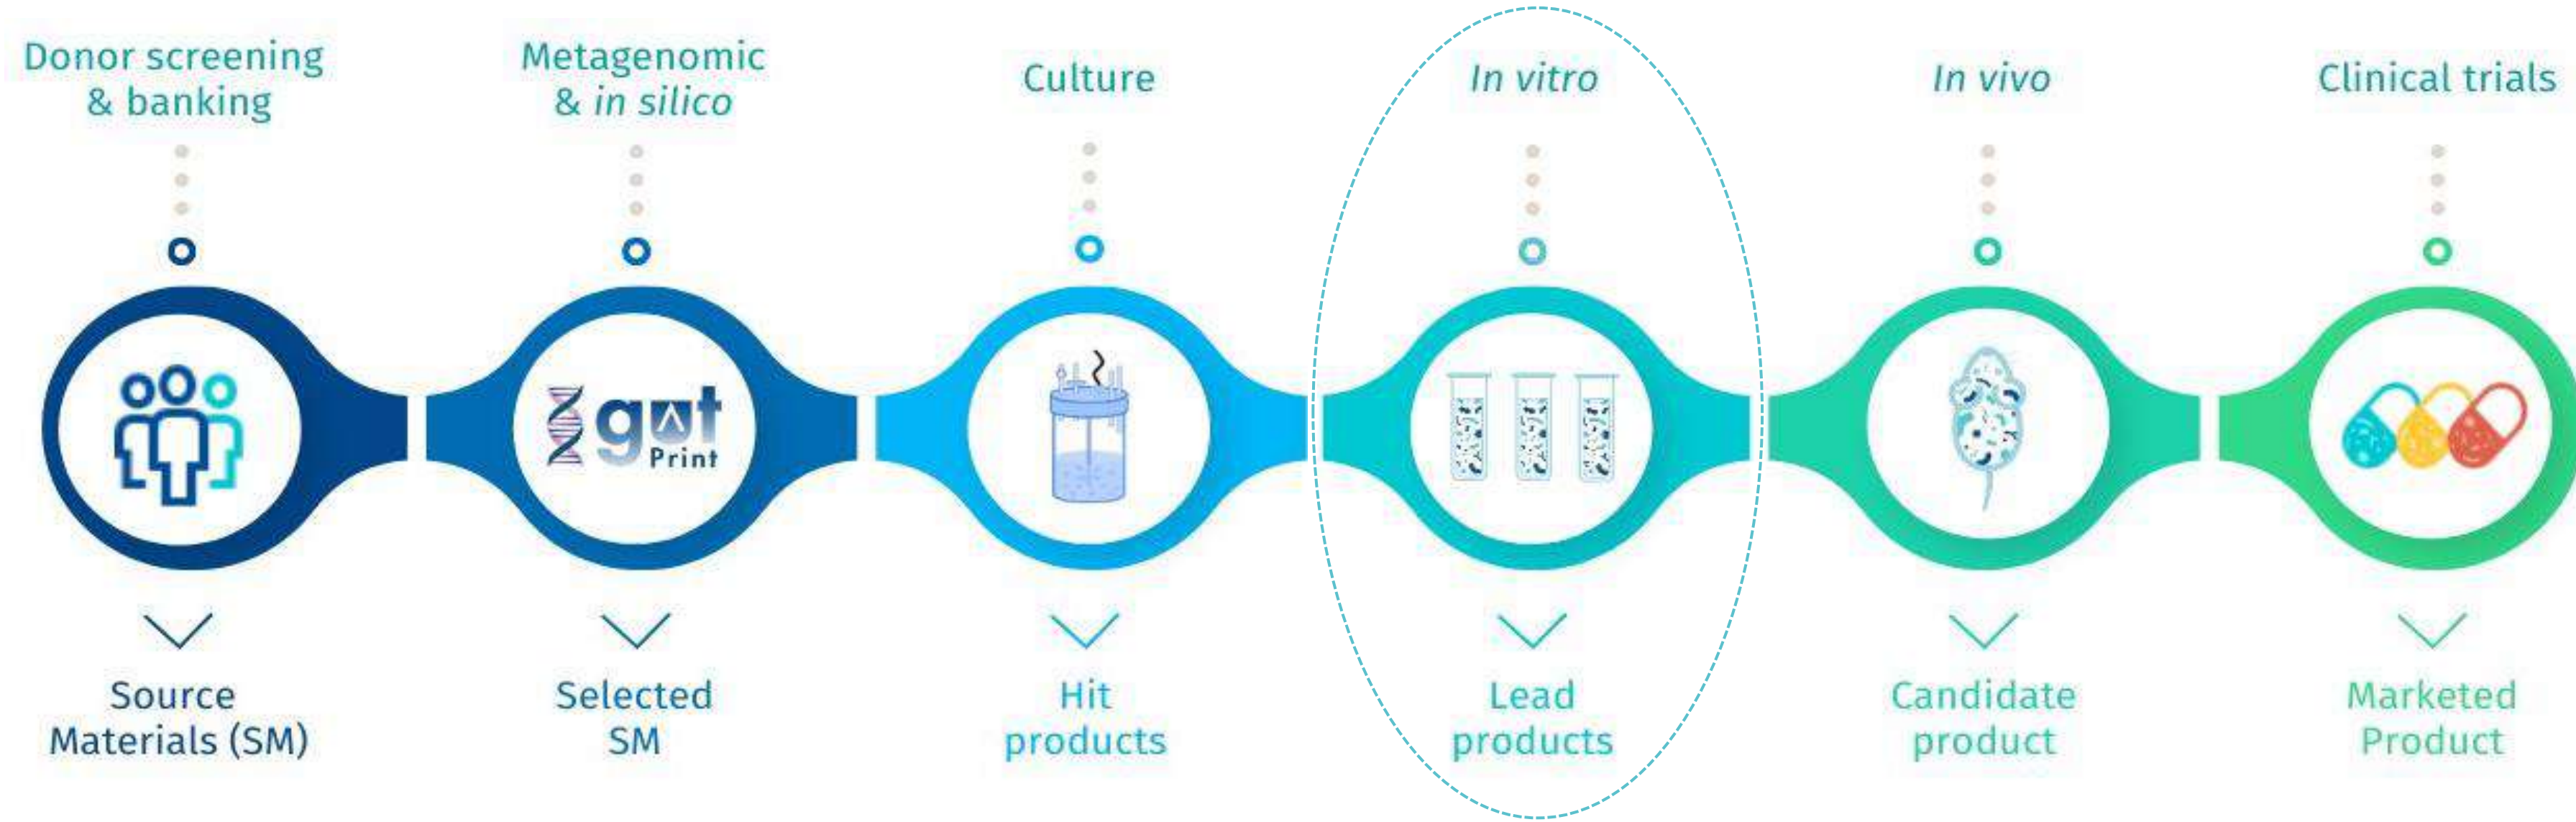 Donor screening
& banking
Metagenomic
& in silico
Culture
In vitro
In vivo
Clinical trials
gut
Print
Source
Materials (SM)
Selected
SM
Hit
products
Lead
products
Candidate
product
Marketed
Product